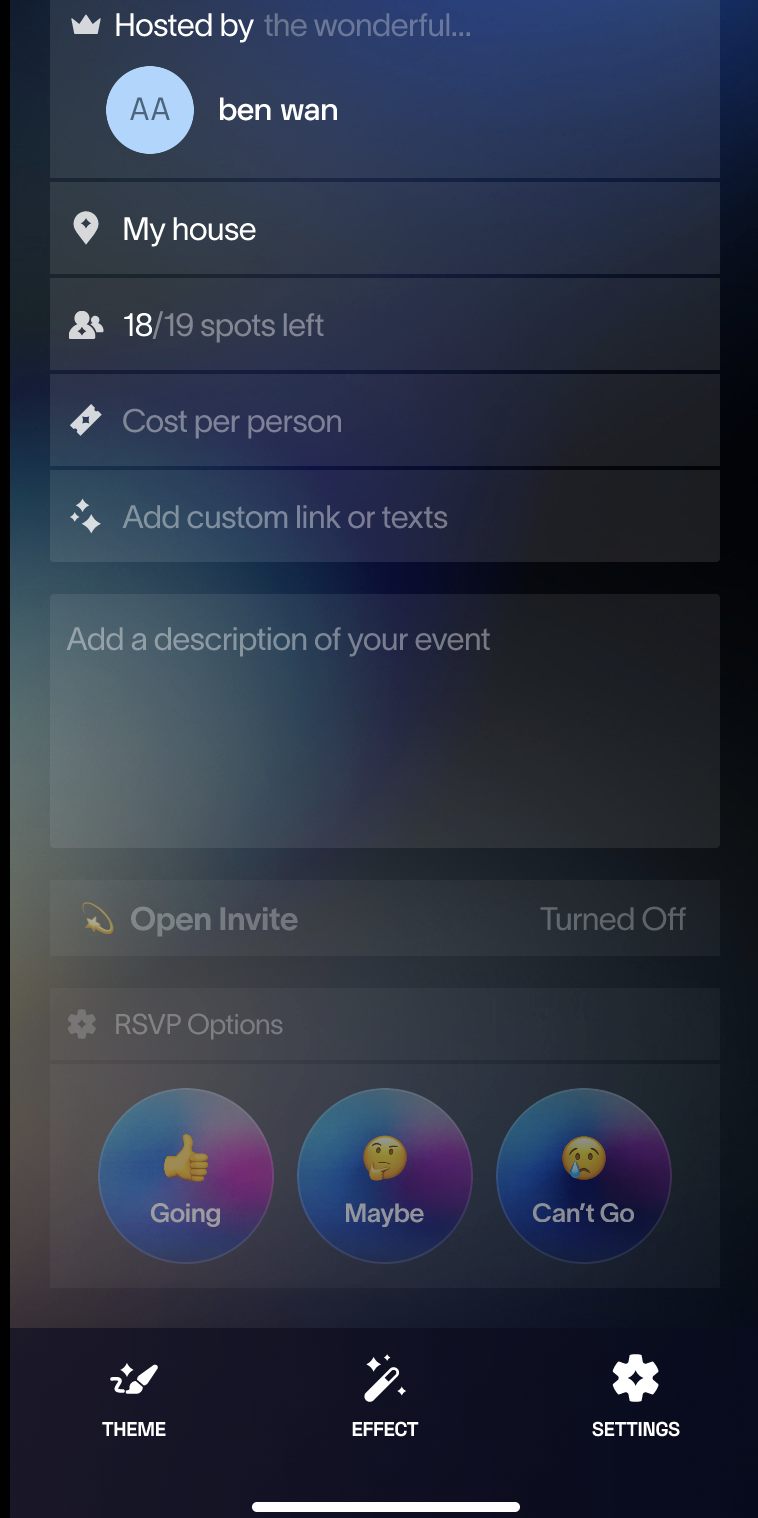 Hosted by the wonderful...
AA
ben wan
My house
18/19 spots left
Cost per person
Add custom link or texts
Add a description of your event
Open Invite Turned Off
RSVP Options
Going Maybe Can't Go
THEME EFFECT SETTINGS